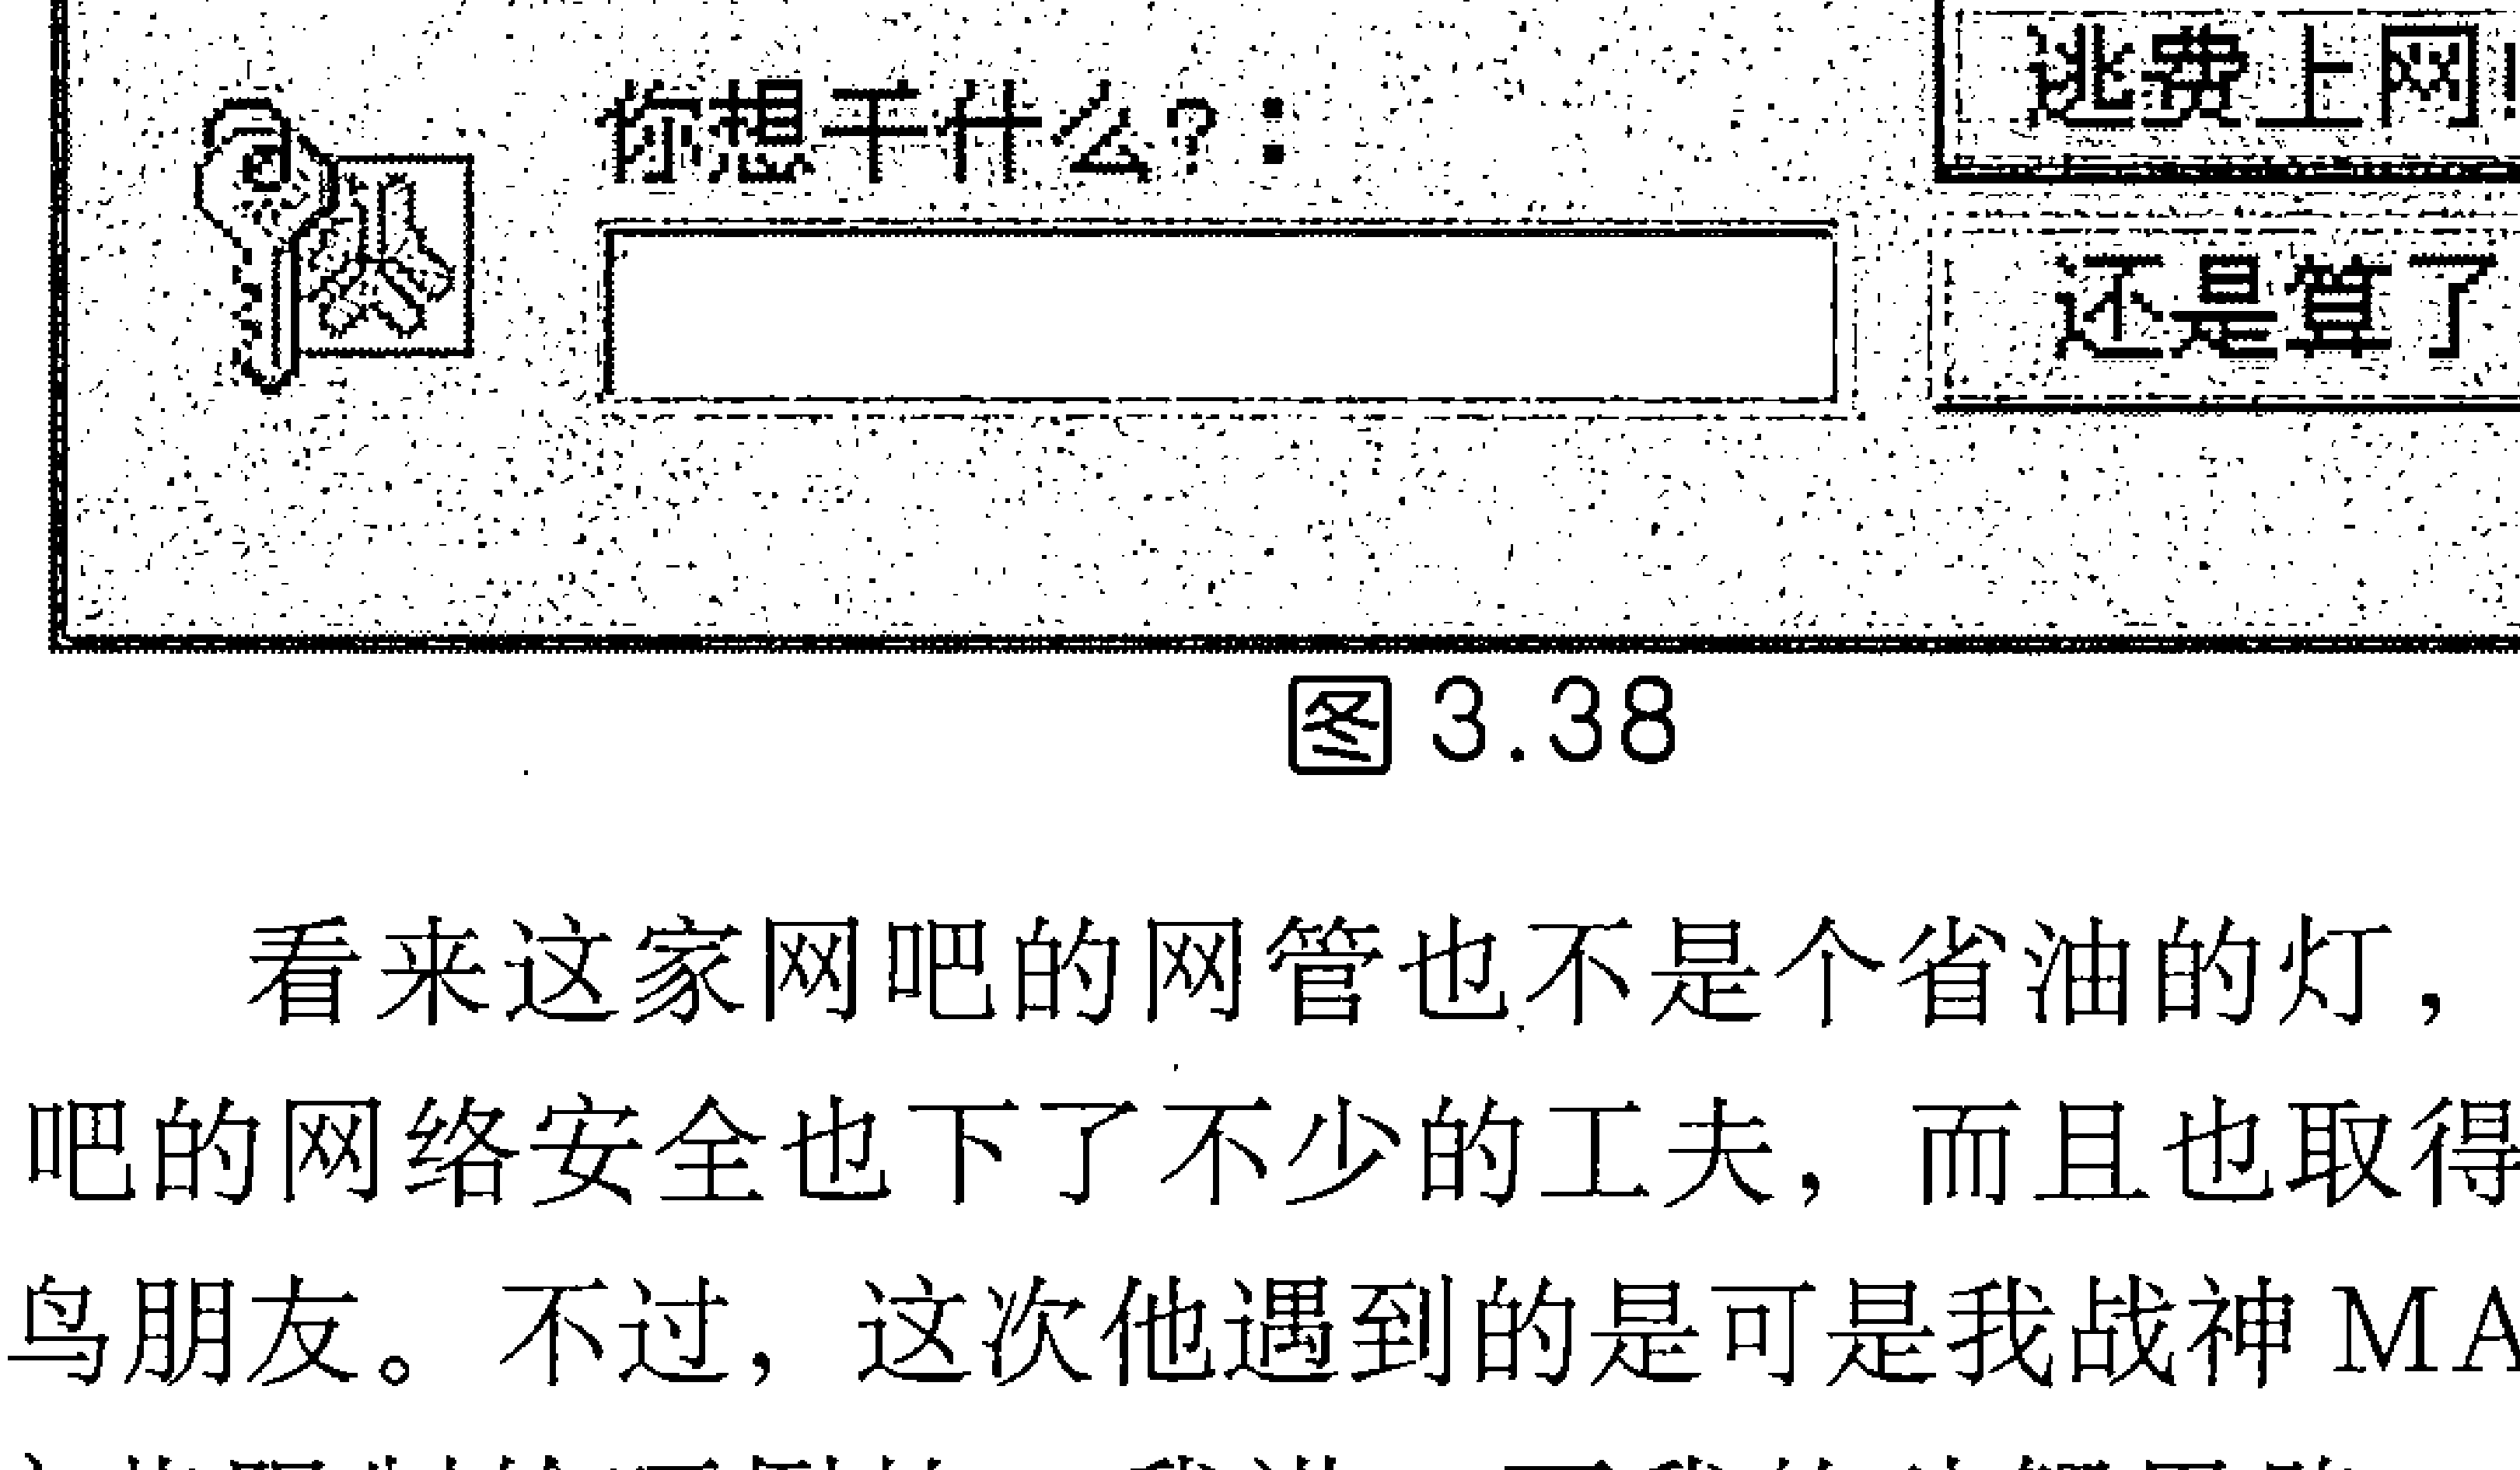 逃费上网!
你想干什么?:
还是算了
图 3.38
看来这家网吧的网管也不是个省油的灯，
吧的网络安全也下了不少的工夫，而且也取得
鸟朋友。不过，这次他遇到的是可是我战神 MA